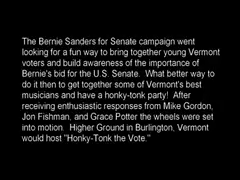 The Bernie Sanders for Senate campaign went
looking for a fun way to bring together young Vermont
voters and build awareness of the importance of
Bernie's bid for the U.S. Senate.  What better way to
do it then to get together some of Vermont's best
musicians and have a honky-tonk party!  After
receiving enthusiastic responses from Mike Gordon,
Jon Fishman, and Grace Potter the wheels were set
into motion.  Higher Ground in Burlington, Vermont
would host "Honky-Tonk the Vote."